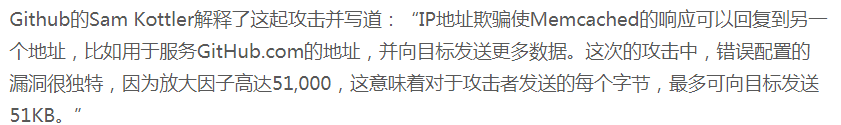 Github的Sam Kottler解释了这起攻击并写道：“IP地址欺骗使Memcached的响应可以回复到另一
个地址，比如用于服务GitHub.com的地址，并向目标发送更多数据。这次的攻击中，错误配置的
漏洞很独特，因为放大因子高达51,000，这意味着对于攻击者发送的每个字节，最多可向目标发送
51KB。”